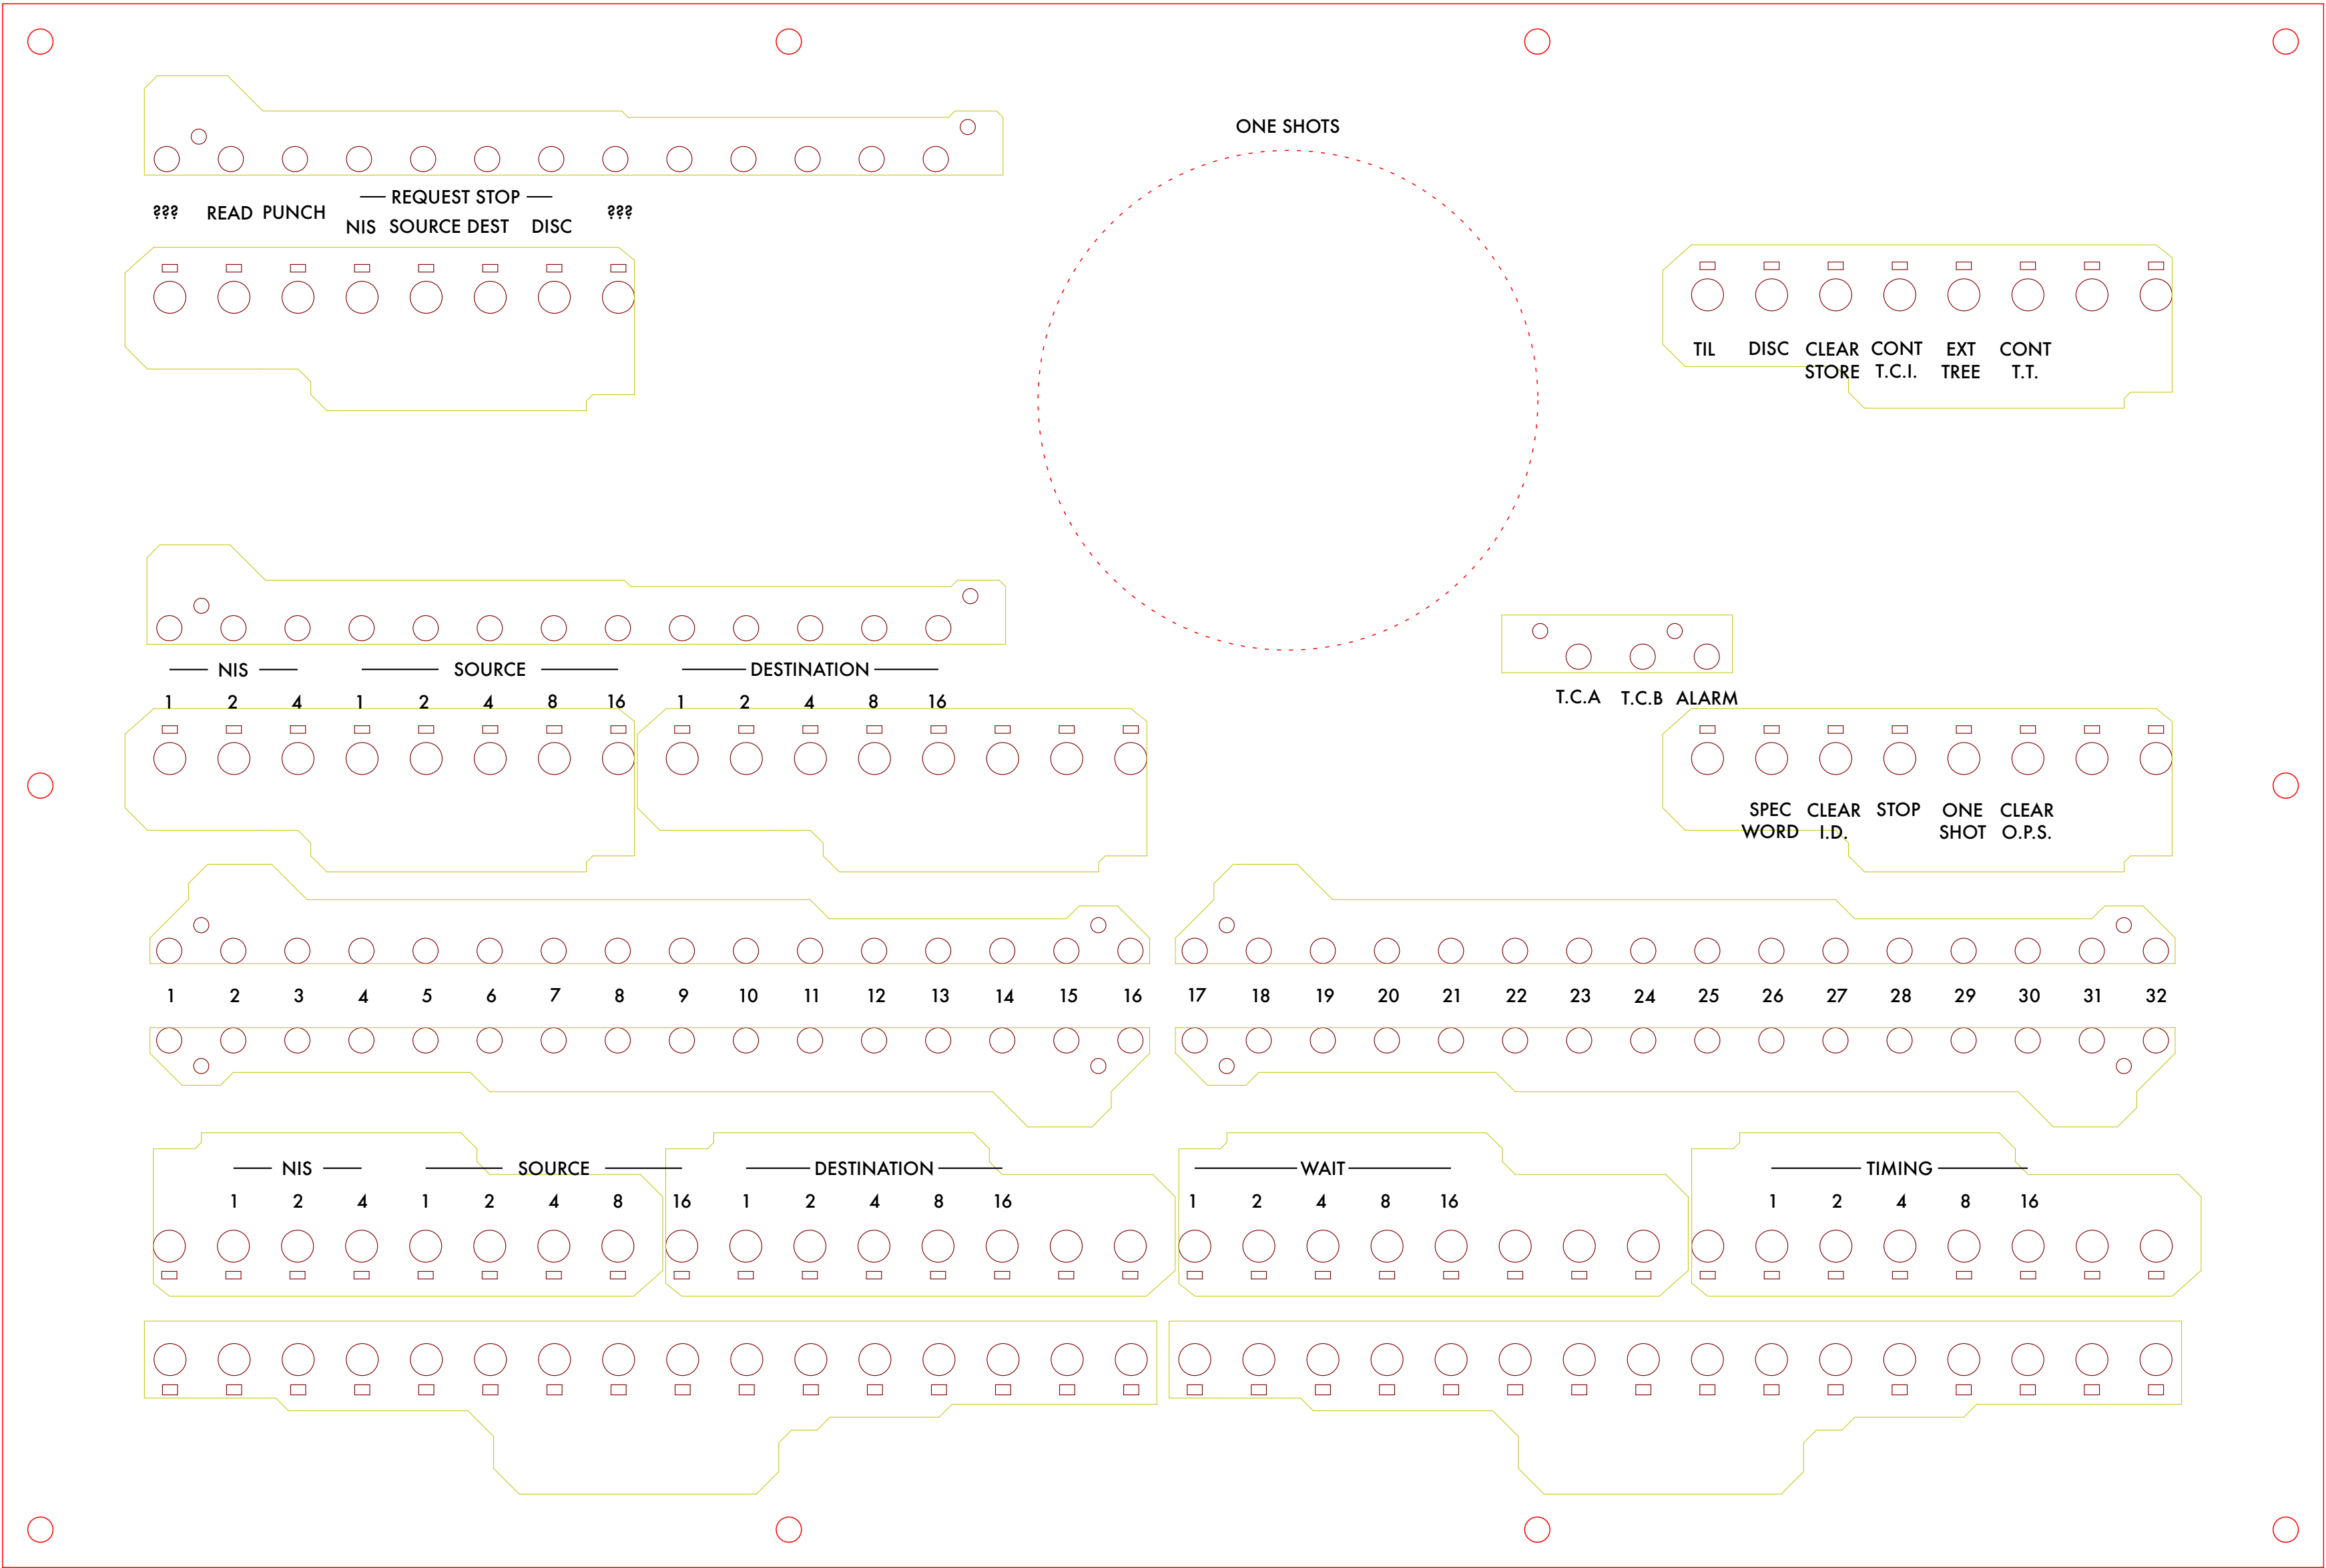 ONE SHOTS
REQUEST STOP
??? READ PUNCH NIS SOURCE DEST DISC ???
TIL DISC CLEAR STORE CONT T.C.I. EXT TREE CONT T.T.
NIS SOURCE DESTINATION
1 2 4 1 2 4 8 16 1 2 4 8 16
T.C.A T.C.B ALARM
SPEC WORD CLEAR I.D. STOP ONE SHOT CLEAR O.P.S.
1 2 3 4 5 6 7 8 9 10 11 12 13 14 15 16 17 18 19 20 21 22 23 24 25 26 27 28 29 30 31 32
NIS SOURCE DESTINATION WAIT TIMING
1 2 4 1 2 4 8 16 1 2 4 8 16 1 2 4 8 16 1 2 4 8 16